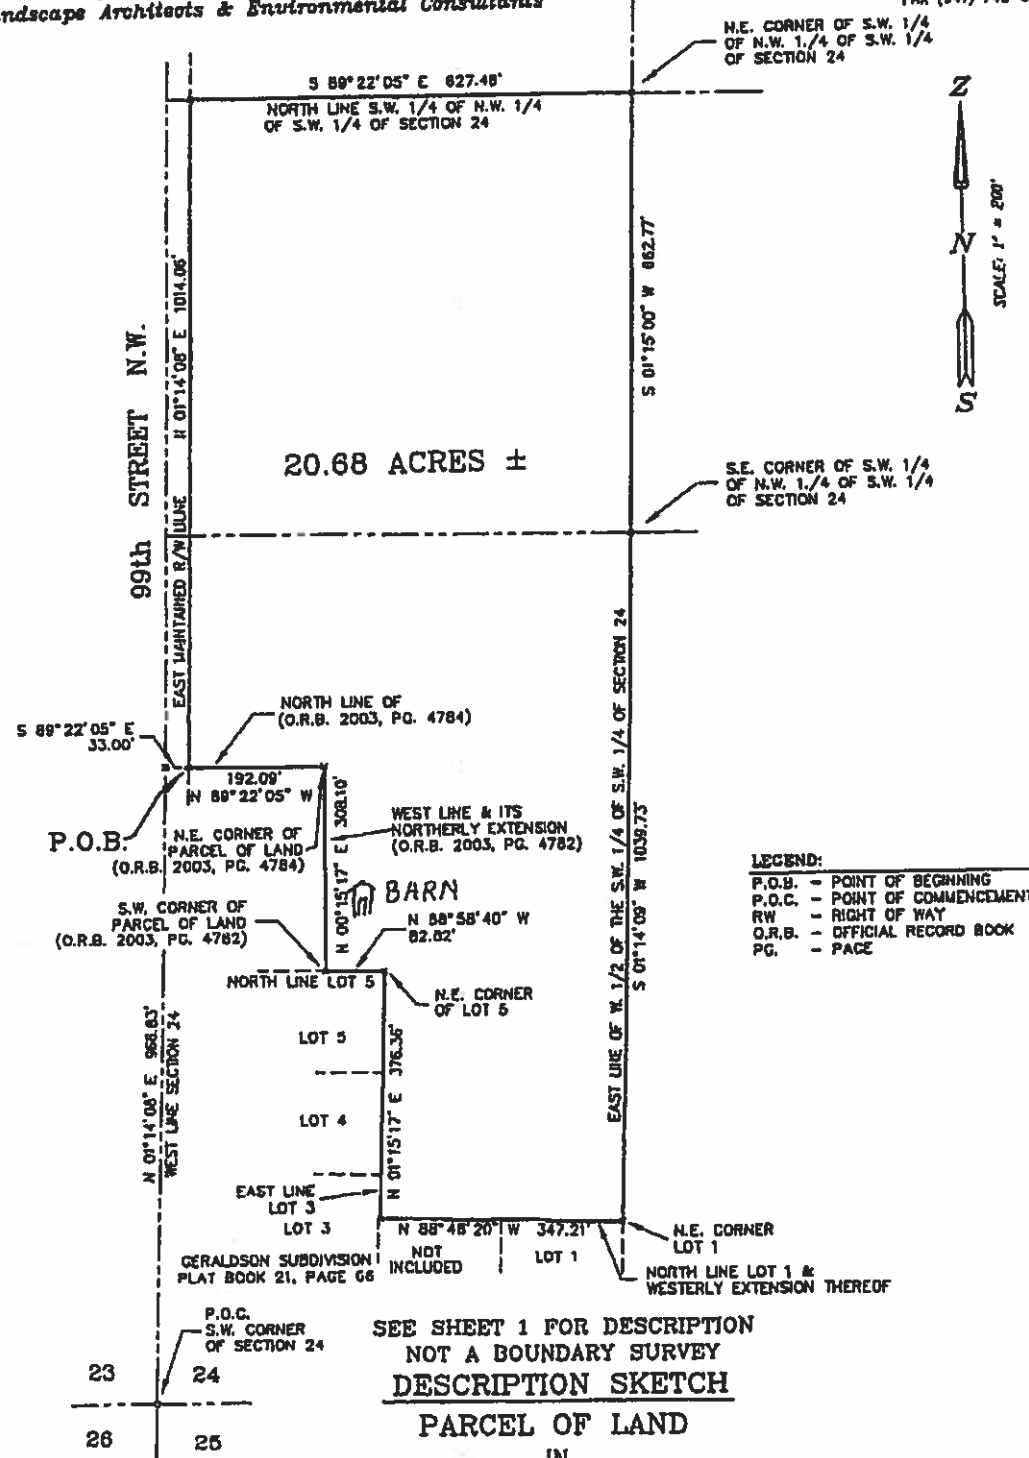 ndscape Architects & Environmental Consultants
N.E. CORNER OF S.W. 1/4
OF N.W. 1./4 OF S.W. 1/4
OF SECTION 24
S 89°22'05" E 627.48'
NORTH LINE S.W. 1/4 OF N.W. 1/4
OF S.W. 1/4 OF SECTION 24
Z
N
S
SCALE: 1" = 200'
N 01°14'08" E 1014.06'
S 01°15'00" W 662.77'
99th STREET N.W.
20.68 ACRES ±
S.E. CORNER OF S.W. 1/4
OF N.W. 1./4 OF S.W. 1/4
OF SECTION 24
EAST MAINTAINED R/W LINE
NORTH LINE OF
(O.R.B. 2003, PG. 4784)
S 89°22'05" E
33.00'
192.09'
N 89°22'05" W
P.O.B.
N.E. CORNER OF
PARCEL OF LAND
(O.R.B. 2003, PG. 4784)
N 00°15'17" E 308.10'
WEST LINE & ITS
NORTHERLY EXTENSION
(O.R.B. 2003, PG. 4782)
BARN
S.W. CORNER OF
PARCEL OF LAND
(O.R.B. 2003, PG. 4782)
N 88°58'40" W
82.82'
NORTH LINE LOT 5
N.E. CORNER
OF LOT 5
EAST LINE OF W. 1/2 OF THE S.W. 1/4 OF S.W. 1/4 OF SECTION 24
S 01°14'09" W 1039.73'
LEGEND:
P.O.B. - POINT OF BEGINNING
P.O.C. - POINT OF COMMENCEMENT
RW - RIGHT OF WAY
O.R.B. - OFFICIAL RECORD BOOK
PG. - PAGE
LOT 5
LOT 4
N 01°15'17" E 376.36'
N 01°14'08" E 968.83'
WEST LINE SECTION 24
EAST LINE
LOT 3
LOT 3
N 88°48'20" W 347.21'
NOT
INCLUDED
LOT 1
N.E. CORNER
LOT 1
NORTH LINE LOT 1 &
WESTERLY EXTENSION THEREOF
GERALDSON SUBDIVISION
PLAT BOOK 21, PAGE 66
P.O.C.
S.W. CORNER
OF SECTION 24
23 24
26 25
SEE SHEET 1 FOR DESCRIPTION
NOT A BOUNDARY SURVEY
DESCRIPTION SKETCH
PARCEL OF LAND
IN